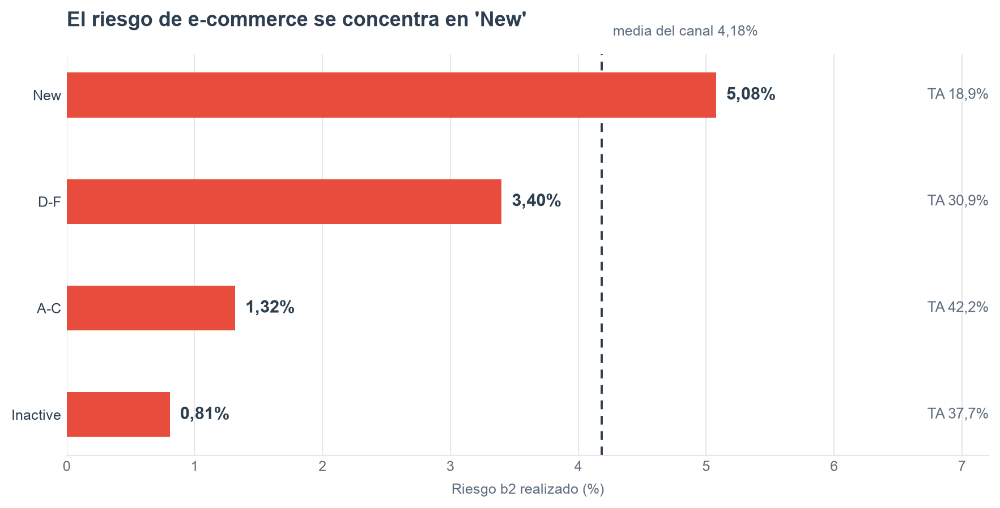 El riesgo de e-commerce se concentra en 'New'
media del canal 4,18%
New 5,08% TA 18,9%
D-F 3,40% TA 30,9%
A-C 1,32% TA 42,2%
Inactive 0,81% TA 37,7%
0 1 2 3 4 5 6 7
Riesgo b2 realizado (%)